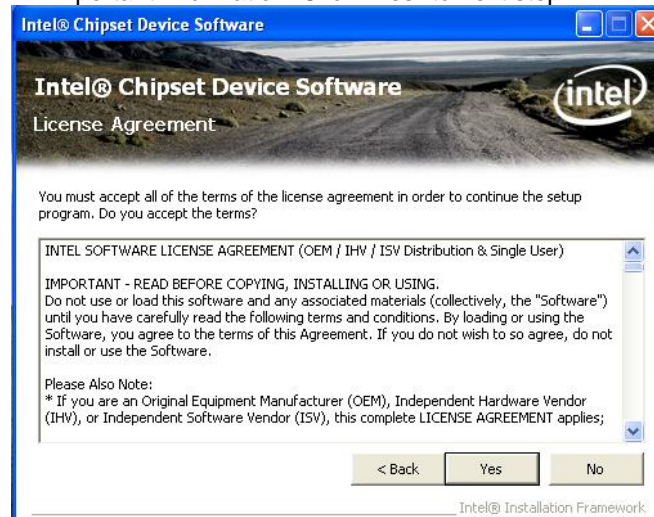 Intel® Chipset Device Software
Intel® Chipset Device Software
intel
License Agreement
You must accept all of the terms of the license agreement in order to continue the setup
program. Do you accept the terms?
INTEL SOFTWARE LICENSE AGREEMENT (OEM / IHV / ISV Distribution & Single User)
IMPORTANT - READ BEFORE COPYING, INSTALLING OR USING.
Do not use or load this software and any associated materials (collectively, the "Software")
until you have carefully read the following terms and conditions. By loading or using the
Software, you agree to the terms of this Agreement. If you do not wish to so agree, do not
install or use the Software.
Please Also Note:
* If you are an Original Equipment Manufacturer (OEM), Independent Hardware Vendor
(IHV), or Independent Software Vendor (ISV), this complete LICENSE AGREEMENT applies;
< Back
Yes
No
Intel® Installation Framework